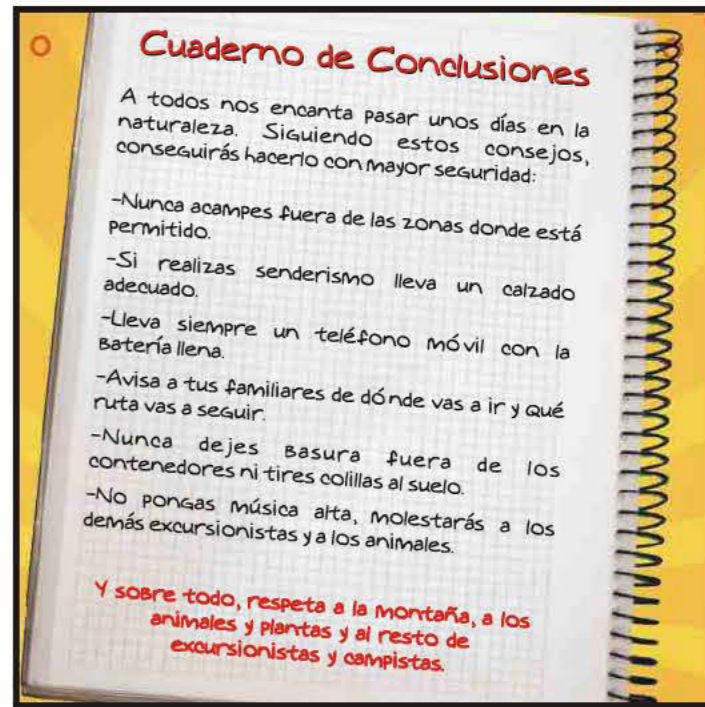 Cuaderno de Conclusiones
A todos nos encanta pasar unos días en la
naturaleza. Siguiendo estos consejos,
conseguirás hacerlo con mayor seguridad:
-Nunca acampes fuera de las zonas donde está
permitido.
-Si realizas senderismo lleva un calzado
adecuado.
-Lleva siempre un teléfono móvil con la
batería llena.
-Avisa a tus familiares de dónde vas a ir y qué
ruta vas a seguir.
-Nunca dejes basura fuera de los
contenedores ni tires colillas al suelo.
-No pongas música alta, molestarás a los
demás excursionistas y a los animales.
Y sobre todo, respeta a la montaña, a los
animales y plantas y al resto de
excursionistas y campistas.